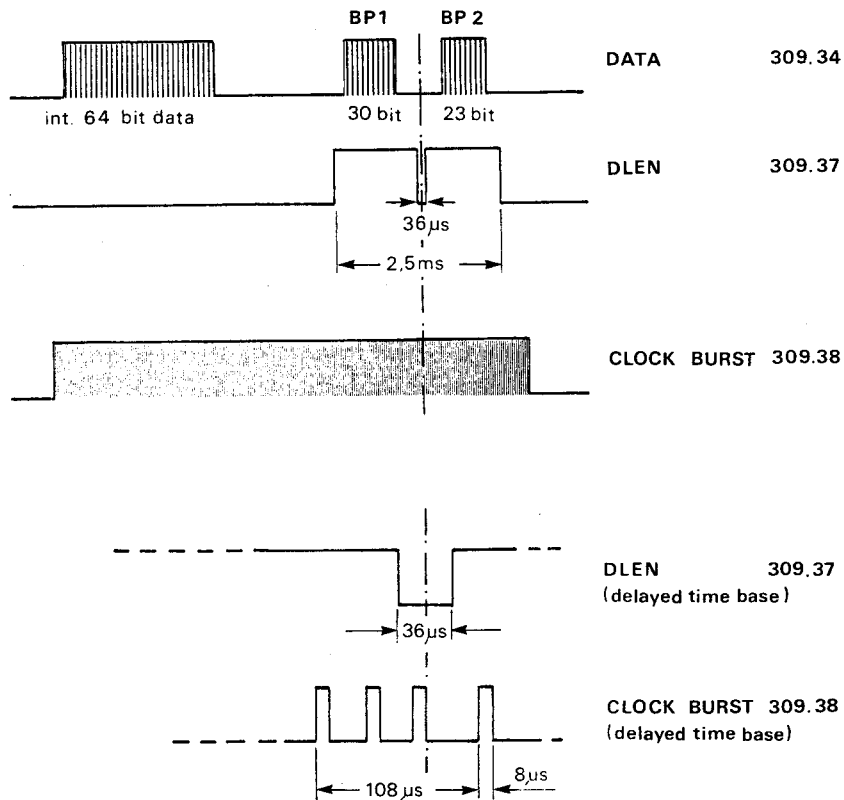 BP1 BP 2
DATA 309.34
int. 64 bit data 30 bit 23 bit
DLEN 309.37
36µs
2,5ms
CLOCK BURST 309.38
DLEN 309.37
(delayed time base)
36µs
CLOCK BURST 309.38
(delayed time base)
108µs 8µs